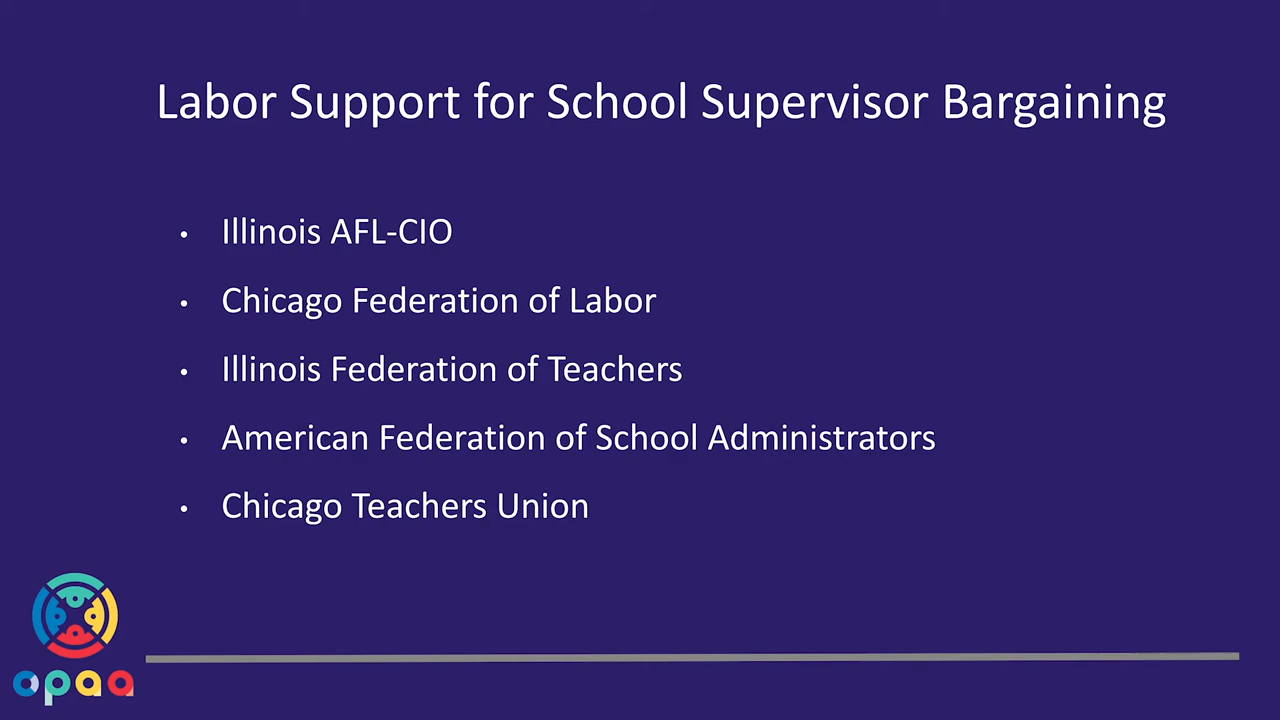 Labor Support for School Supervisor Bargaining
• Illinois AFL-CIO
• Chicago Federation of Labor
• Illinois Federation of Teachers
• American Federation of School Administrators
• Chicago Teachers Union
cpaa